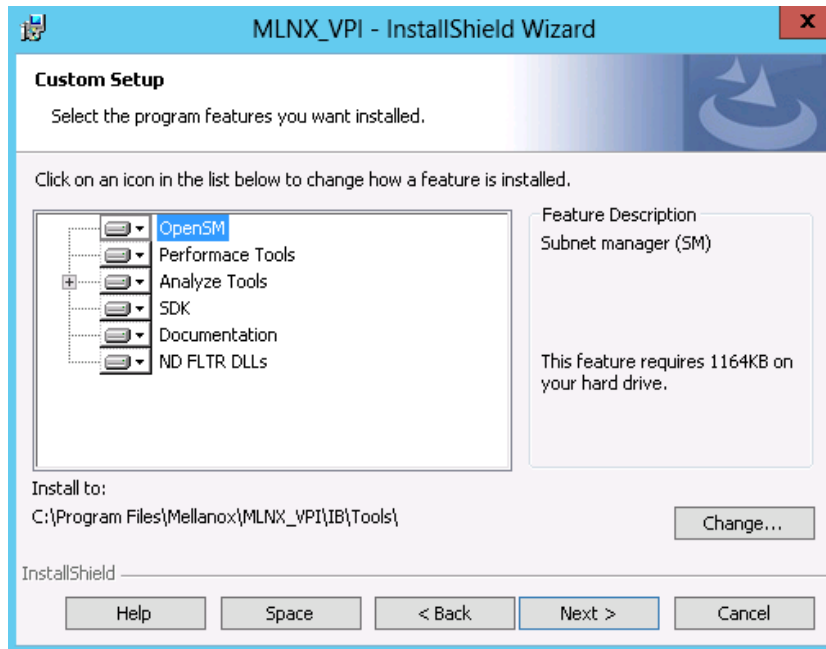 MLNX_VPI - InstallShield Wizard
x
Custom Setup
Select the program features you want installed.
Click on an icon in the list below to change how a feature is installed.
OpenSM
Performace Tools
Analyze Tools
SDK
Documentation
ND FLTR DLLs
Feature Description
Subnet manager (SM)
This feature requires 1164KB on
your hard drive.
Install to:
C:\Program Files\Mellanox\MLNX_VPI\IB\Tools\
Change...
InstallShield
Help Space < Back Next > Cancel